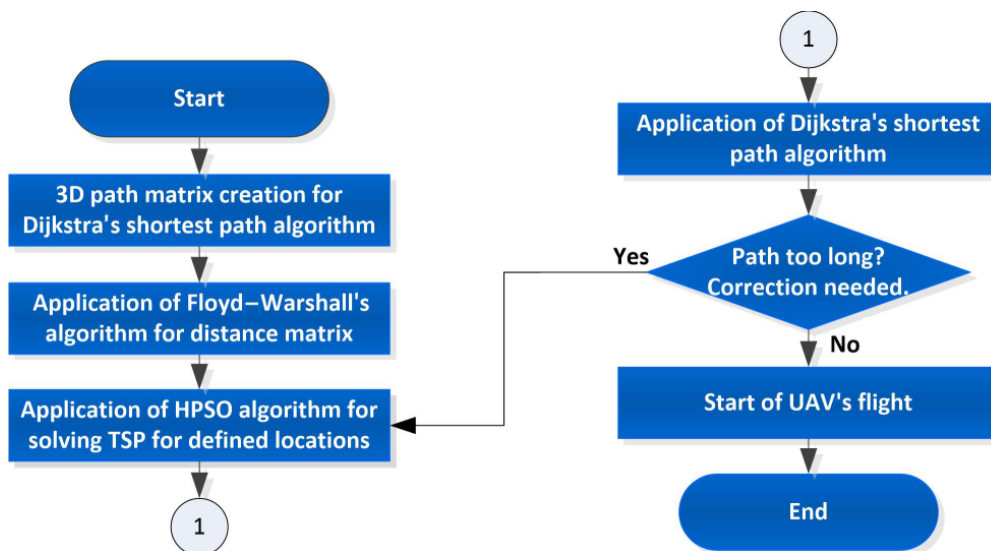 Start
3D path matrix creation for
Dijkstra's shortest path algorithm
Application of Floyd–Warshall's
algorithm for distance matrix
Application of HPSO algorithm for
solving TSP for defined locations
1
1
Application of Dijkstra's shortest
path algorithm
Path too long?
Correction needed.
Yes
No
Start of UAV's flight
End